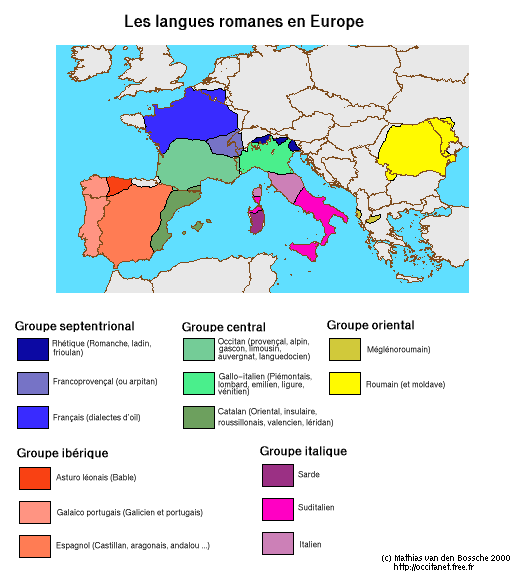 Les langues romanes en Europe
Groupe septentrional
Rhétique (Romanche, ladin,
frioulan)
Francoprovençal (ou arpitan)
Français (dialectes d'oïl)
Groupe central
Occitan (provençal, alpin,
gascon, limousin,
auvergnat, languedocien)
Gallo-italien (Piémontais,
lombard, emilien, ligure,
vénitien)
Catalan (Oriental, insulaire,
roussillonais, valencien, léridan)
Groupe oriental
Méglénoroumain)
Roumain (et moldave)
Groupe ibérique
Asturo léonais (Bable)
Galaïco portugais (Galicien et portugais)
Espagnol (Castillan, aragonais, andalou ...)
Groupe italique
Sarde
Suditalien
Italien
(c) Mathias van den Bossche 2000
http://occitanet.free.fr